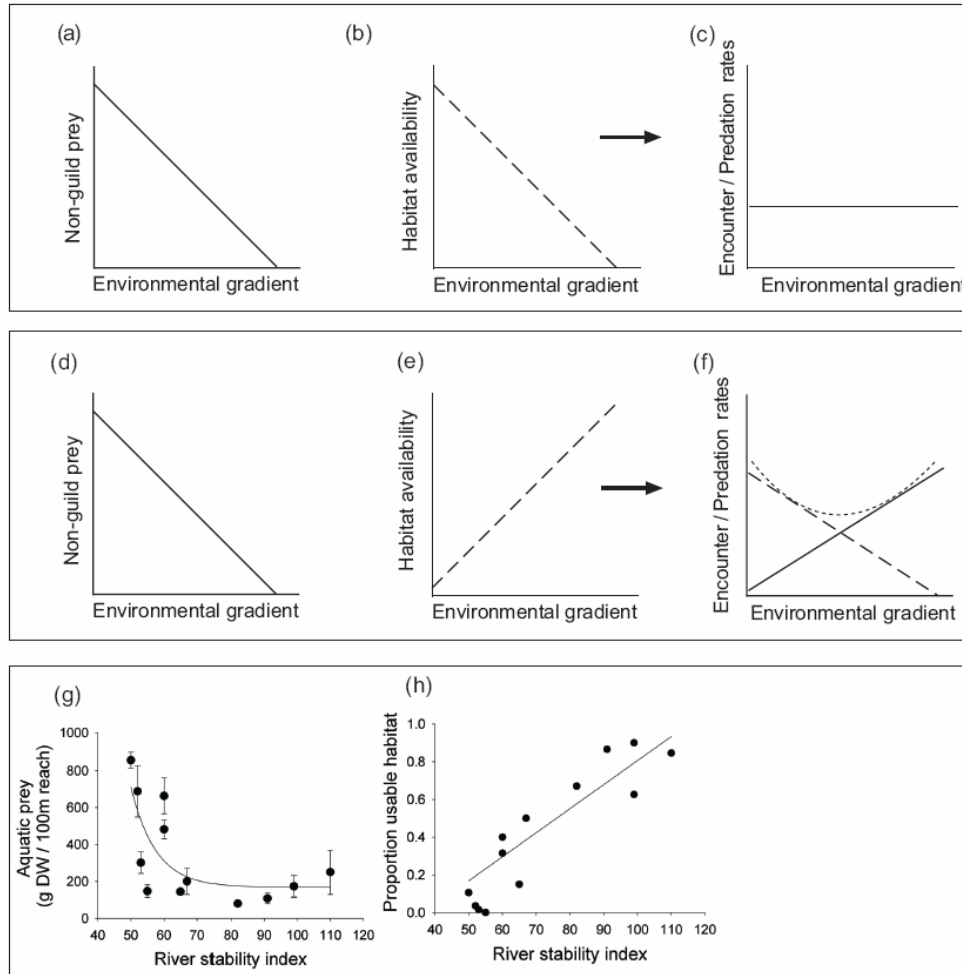 (a)
Non-guild prey
Environmental gradient
(b)
Habitat availability
Environmental gradient
(c)
Encounter / Predation rates
Environmental gradient
(d)
Non-guild prey
Environmental gradient
(e)
Habitat availability
Environmental gradient
(f)
Encounter / Predation rates
Environmental gradient
(g)
Aquatic prey
(g DW / 100m reach)
1000
800
600
400
200
0
40 50 60 70 80 90 100 110 120
River stability index
(h)
Proportion usable habitat
1.0
0.8
0.6
0.4
0.2
0.0
40 50 60 70 80 90 100 110 120
River stability index